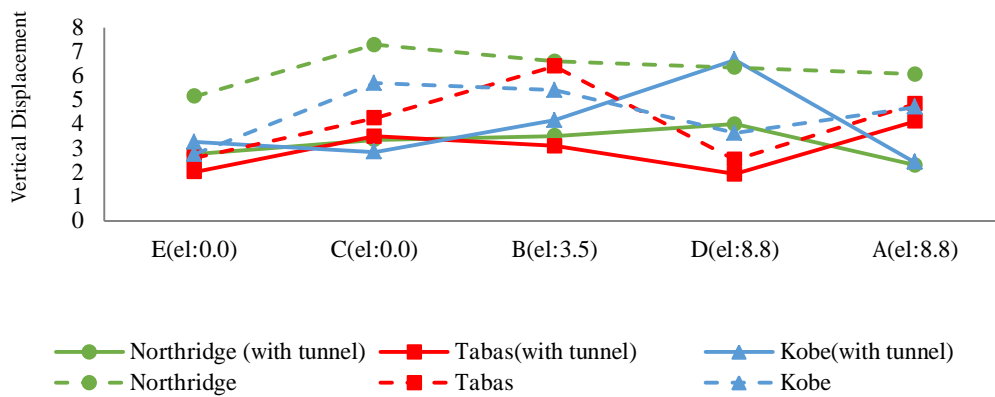 Vertical Displacement
8
7
6
5
4
3
2
1
0
E(el:0.0) C(el:0.0) B(el:3.5) D(el:8.8) A(el:8.8)
Northridge (with tunnel) Tabas(with tunnel) Kobe(with tunnel)
Northridge Tabas Kobe